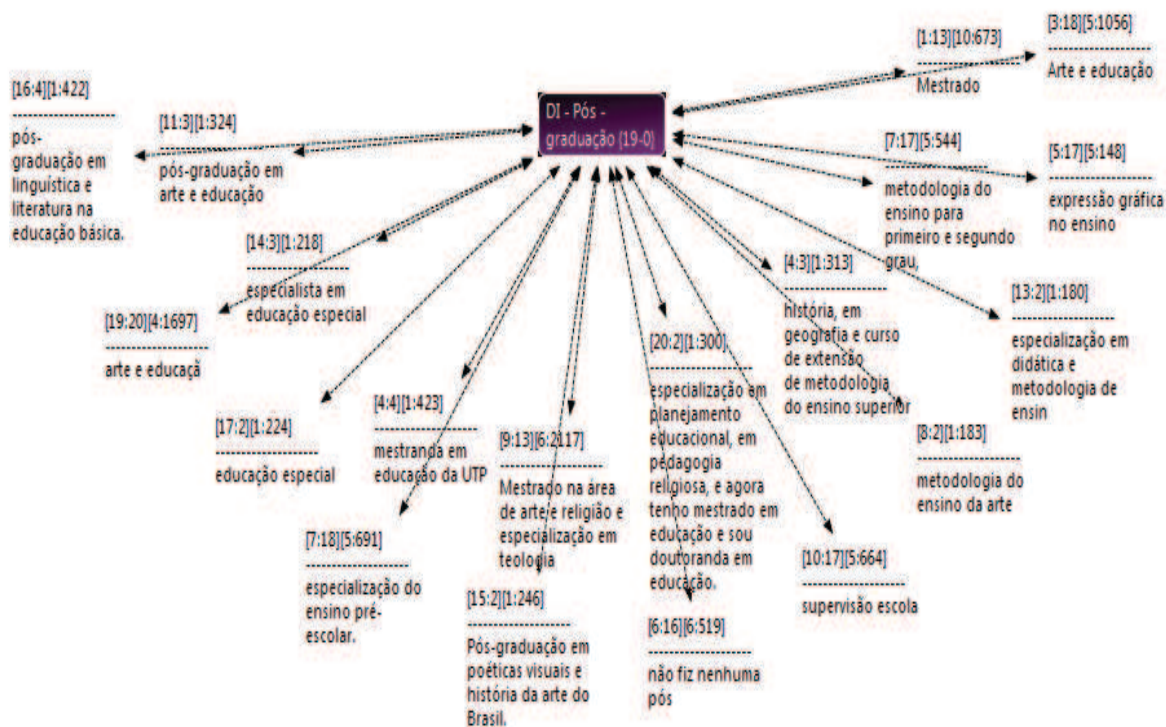 [3:18][5:1056]
Arte e educação
[1:13][10:673]
Mestrado
[16:4][1:422]
pós-
graduação em
linguística e
literatura na
educação básica.
[11:3][1:324]
pós-graduação em
arte e educação
DI - Pós -
graduação {19-0}
[7:17][5:544]
metodologia do
ensino para
primeiro e segundo
grau,
[5:17][5:148]
expressão gráfica
no ensino
[14:3][1:218]
especialista em
educação especial
[4:3][1:313]
história, em
geografia e curso
de extensão
de metodologia
do ensino superior
[13:2][1:180]
especialização em
didática e
metodologia de
ensin
[19:20][4:1697]
arte e educaçã
[20:2][1:300]
especialização em
planejamento
educacional, em
pedagogia
religiosa, e agora
tenho mestrado em
educação e sou
doutoranda em
educação.
[17:2][1:224]
educação especial
[4:4][1:423]
mestranda em
educação da UTP
[9:13][6:2117]
Mestrado na área
de arte e religião e
especialização em
teologia
[8:2][1:183]
metodologia do
ensino da arte
[7:18][5:691]
especialização do
ensino pré-
escolar.
[10:17][5:664]
supervisão escola
[15:2][1:246]
Pós-graduação em
poéticas visuais e
história da arte do
Brasil.
[6:16][6:519]
não fiz nenhuma
pós